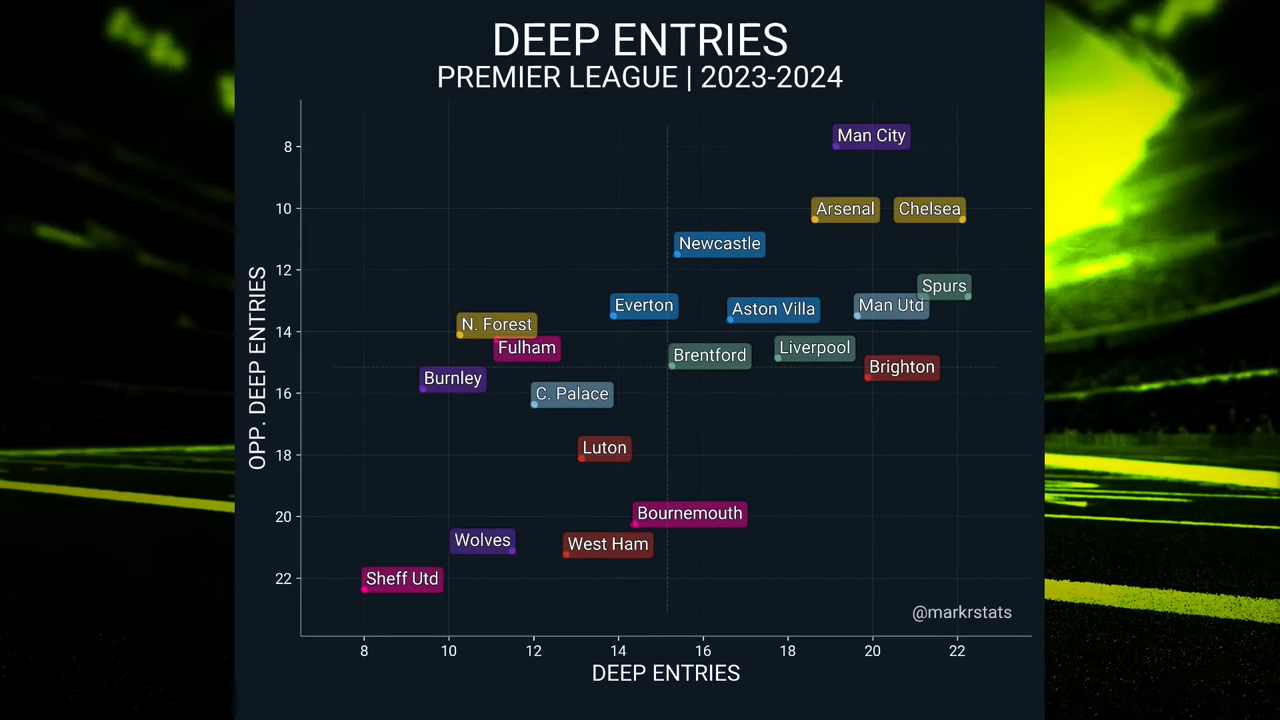 DEEP ENTRIES
PREMIER LEAGUE | 2023-2024
OPP. DEEP ENTRIES
8
10
12
14
16
18
20
22
Man City
Arsenal
Chelsea
Newcastle
Spurs
Everton
Aston Villa
Man Utd
N. Forest
Fulham
Brentford
Liverpool
Brighton
Burnley
C. Palace
Luton
Bournemouth
Wolves
West Ham
Sheff Utd
@markrstats
8
10
12
14
16
18
20
22
DEEP ENTRIES